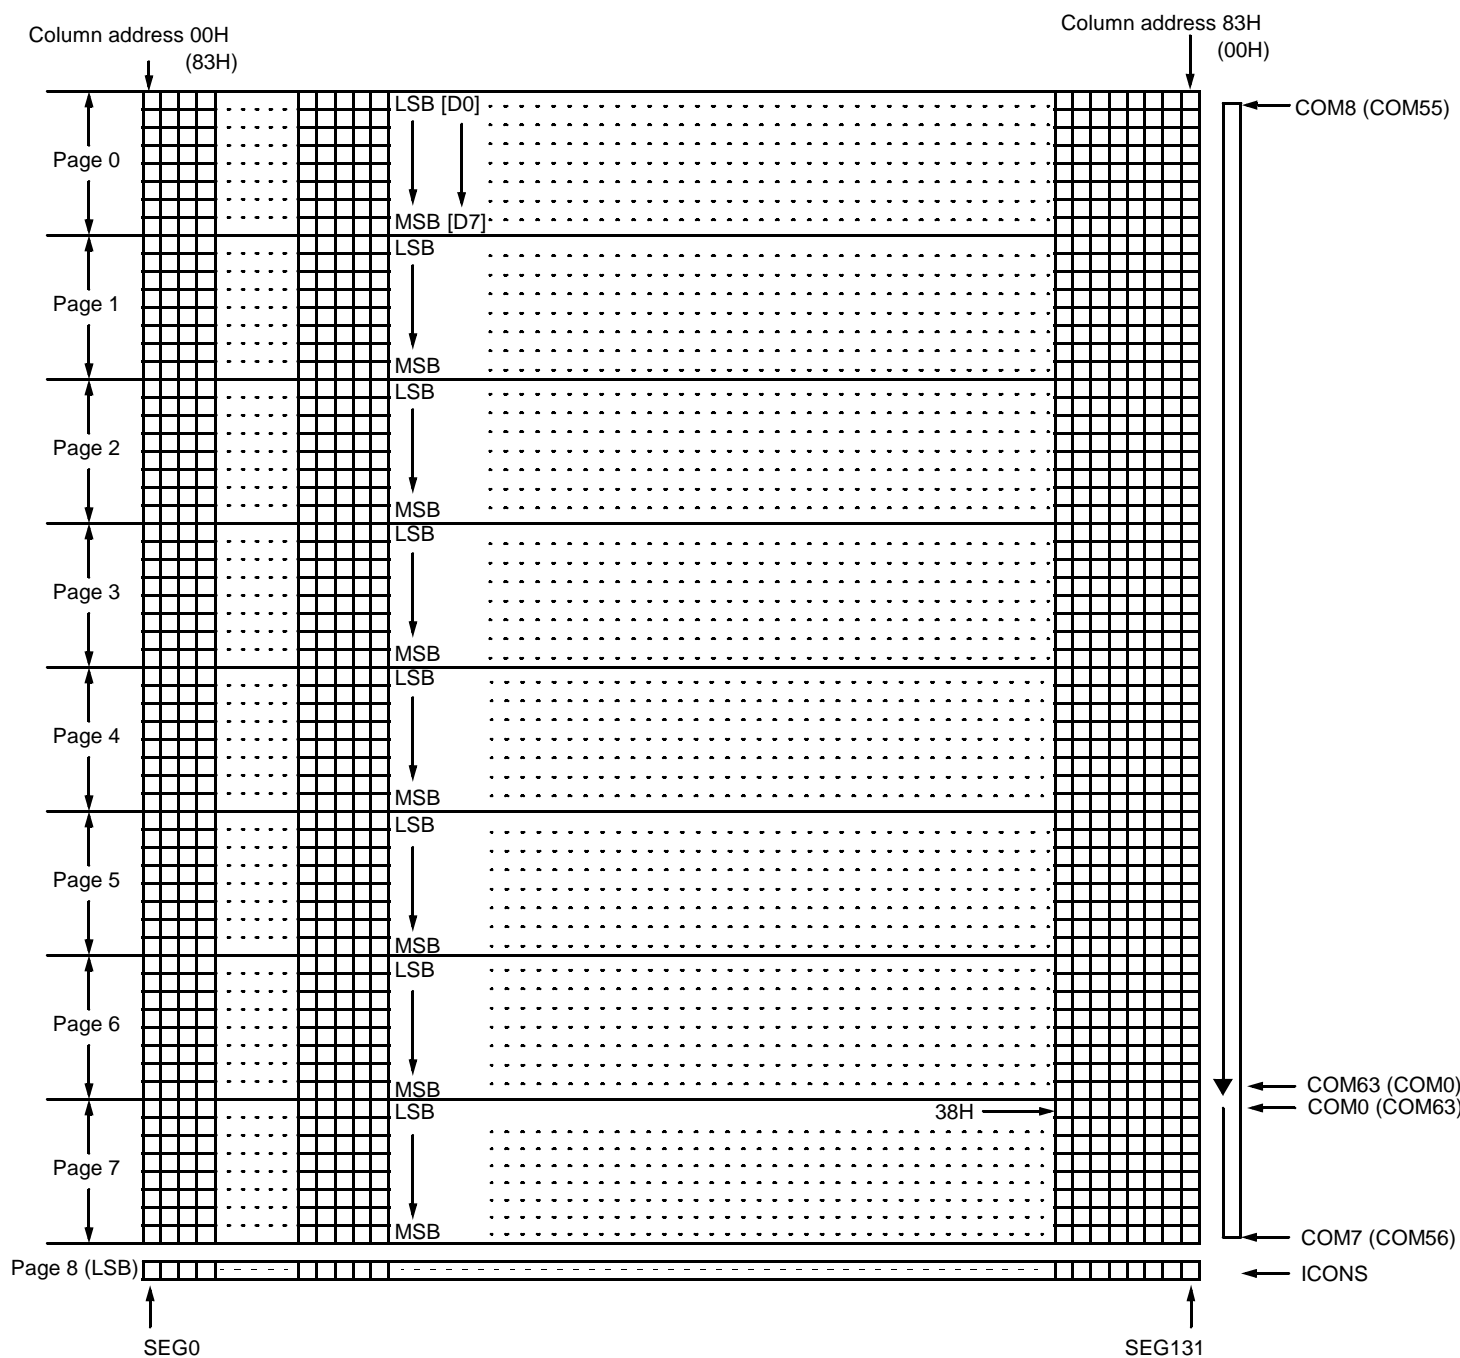 Column address 00H
(83H)
Column address 83H
(00H)
LSB [D0]
COM8 (COM55)
Page 0
MSB [D7]
LSB
Page 1
MSB
LSB
Page 2
MSB
LSB
Page 3
MSB
LSB
Page 4
MSB
LSB
Page 5
MSB
LSB
Page 6
MSB
COM63 (COM0)
LSB
38H
COM0 (COM63)
Page 7
MSB
COM7 (COM56)
Page 8 (LSB)
ICONS
SEG0
SEG131